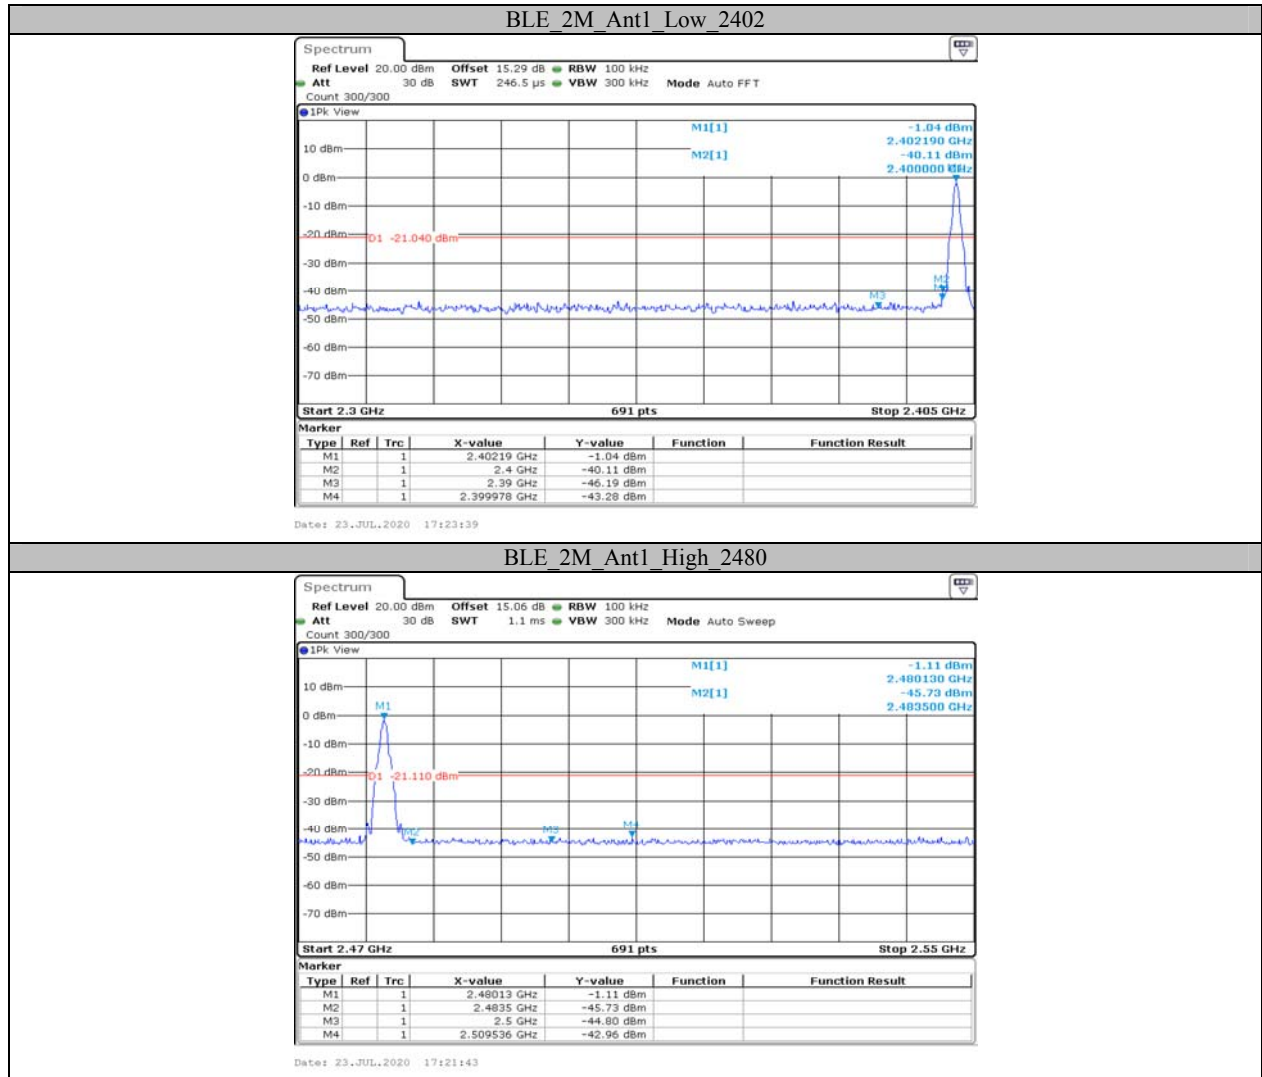 BLE_2M_Ant1_Low_2402
Spectrum
Ref Level 20.00 dBm Offset 15.29 dB RBW 100 kHz
Att 30 dB SWT 246.5 µs VBW 300 kHz Mode Auto FFT
Count 300/300
1Pk View
M1[1] -1.04 dBm
2.402190 GHz
10 dBm
M2[1] -40.11 dBm
2.400000 GHz
0 dBm
-10 dBm
-20 dBm
D1 -21.040 dBm
-30 dBm
M2
-40 dBm
M3
-50 dBm
-60 dBm
-70 dBm
Start 2.3 GHz 691 pts Stop 2.405 GHz
Marker
Type Ref Trc X-value Y-value Function Function Result
M1 1 2.40219 GHz -1.04 dBm
M2 1 2.4 GHz -40.11 dBm
M3 1 2.39 GHz -46.19 dBm
M4 1 2.399978 GHz -43.28 dBm
Date: 23.JUL.2020 17:23:39
BLE_2M_Ant1_High_2480
Spectrum
Ref Level 20.00 dBm Offset 15.06 dB RBW 100 kHz
Att 30 dB SWT 1.1 ms VBW 300 kHz Mode Auto Sweep
Count 300/300
1Pk View
M1[1] -1.11 dBm
2.480130 GHz
10 dBm
M2[1] -45.73 dBm
2.483500 GHz
M1
0 dBm
-10 dBm
-20 dBm
D1 -21.110 dBm
-30 dBm
-40 dBm
M2 M3 M4
-50 dBm
-60 dBm
-70 dBm
Start 2.47 GHz 691 pts Stop 2.55 GHz
Marker
Type Ref Trc X-value Y-value Function Function Result
M1 1 2.48013 GHz -1.11 dBm
M2 1 2.4835 GHz -45.73 dBm
M3 1 2.5 GHz -44.80 dBm
M4 1 2.509536 GHz -42.96 dBm
Date: 23.JUL.2020 17:21:43